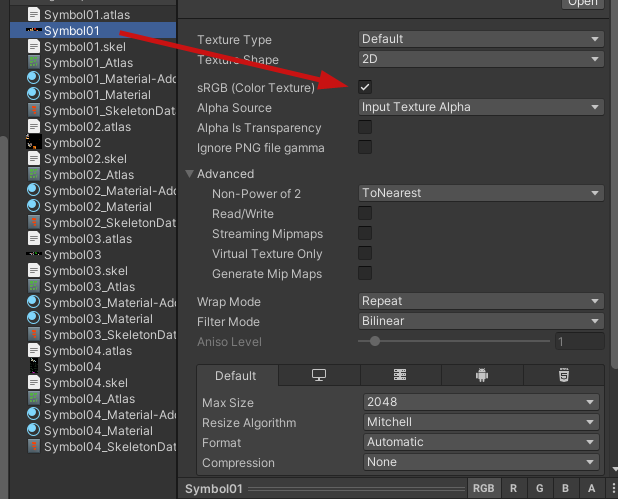 Open
Symbol01.atlas
Symbol01
Symbol01.skel
Symbol01_Atlas
Symbol01_Material-Add
Symbol01_Material
Symbol01_SkeletonDat
Symbol02.atlas
Symbol02
Symbol02.skel
Symbol02_Atlas
Symbol02_Material-Add
Symbol02_Material
Symbol02_SkeletonDat
Symbol03.atlas
Symbol03
Symbol03.skel
Symbol03_Atlas
Symbol03_Material-Add
Symbol03_Material
Symbol03_SkeletonDat
Symbol04.atlas
Symbol04
Symbol04.skel
Symbol04_Atlas
Symbol04_Material-Add
Symbol04_Material
Symbol04_SkeletonDat
Texture Type Default
Texture Shape 2D
sRGB (Color Texture)
Alpha Source Input Texture Alpha
Alpha Is Transparency
Ignore PNG file gamma
Advanced
Non-Power of 2 ToNearest
Read/Write
Streaming Mipmaps
Virtual Texture Only
Generate Mip Maps
Wrap Mode Repeat
Filter Mode Bilinear
Aniso Level 1
Default
Max Size 2048
Resize Algorithm Mitchell
Format Automatic
Compression None
Symbol01 RGB R G B A